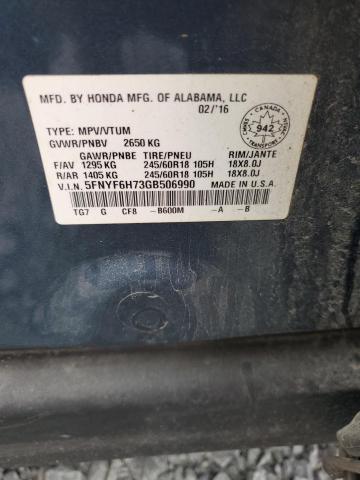 MFD. BY HONDA MFG. OF ALABAMA, LLC
02/'16
TYPE: MPV/VTUM
GVWR/PNBV 2650 KG
GAWR/PNBE TIRE/PNEU RIM/JANTE
F/AV 1295 KG 245/60R18 105H 18X8.0J
R/AR 1405 KG 245/60R18 105H 18X8.0J
V.I.N. 5FNYF6H73GB506990 MADE IN U.S.A.
TG7 G CF8 -B600M -A -B
CANADA
942